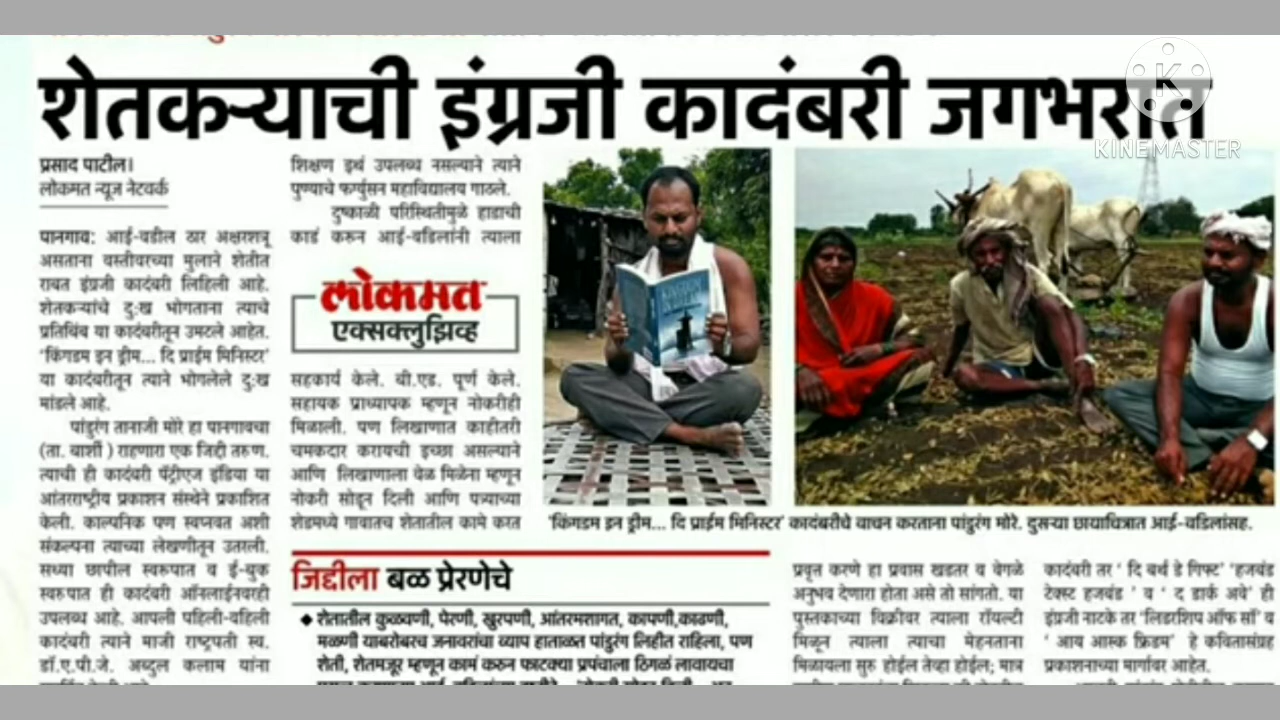 शेतकऱ्याची इंग्रजी कादंबरी जगभरात
KINEMASTER
प्रसाद पाटील।
लोकमत न्यूज नेटवर्क
पानगाव: आई-वडील ठार अक्षरशत्रू
असताना वस्तीवरच्या मुलाने शेतीत
राबत इंग्रजी कादंबरी लिहिली आहे.
शेतकऱ्यांचे दु:ख भोगताना त्याचे
प्रतिबिंब या कादंबरीतून उमटले आहेत.
'किंगडम इन ड्रीम... दि प्राईम मिनिस्टर'
या कादंबरीतून त्याने भोगलेले दु:ख
मांडले आहे.
पांडुरंग तानाजी मोरे हा पानगावचा
(ता. बार्शी) राहणारा एक जिद्दी तरुण.
त्याची ही कादंबरी पॅट्रीएज इंडिया या
आंतरराष्ट्रीय प्रकाशन संस्थेने प्रकाशित
केली. काल्पनिक पण स्वप्नवत अशी
संकल्पना त्याच्या लेखणीतून उतरली.
सध्या छापील स्वरुपात व ई-बुक
स्वरुपात ही कादंबरी ऑनलाईनवरही
उपलब्ध आहे. आपली पहिली-वहिली
कादंबरी त्याने माजी राष्ट्रपती स्व.
डॉ.ए.पी.जे. अब्दुल कलाम यांना
शिक्षण इथं उपलब्ध नसल्याने त्याने
पुण्याचे फर्ग्युसन महाविद्यालय गाठले.
दुष्काळी परिस्थितीमुळे हाडाची
काडं करून आई-वडिलांनी त्याला
लोकमत
एक्सक्लुझिव्ह
सहकार्य केले. बी.एड. पूर्ण केले.
सहायक प्राध्यापक म्हणून नोकरीही
मिळाली. पण लिखाणात काहीतरी
चमकदार करायची इच्छा असल्याने
आणि लिखाणाला वेळ मिळेना म्हणून
नोकरी सोडून दिली आणि पत्र्याच्या
शेडमध्ये गावातच शेतातील कामे करत
'किंगडम इन ड्रीम... दि प्राईम मिनिस्टर' कादंबरीचे वाचन करताना पांडुरंग मोरे. दुसऱ्या छायाचित्रात आई-वडिलांसह.
जिद्दीला बळ प्रेरणेचे
◆ शेतातील कुळवणी, पेरणी, खुरपणी, आंतरमशागत, कापणी,काढणी,
मळणी याबरोबरच जनावरांचा व्याप हाताळत पांडुरंग लिहीत राहिला, पण
शेती, शेतमजूर म्हणून कामं करुन फाटक्या प्रपंचाला ठिगळं लावायचा
प्रवृत्त करणे हा प्रवास खडतर व वेगळे
अनुभव देणारा होता असे तो सांगतो. या
पुस्तकाच्या विक्रीवर त्याला रॉयल्टी
मिळून त्याला त्याचा मेहनताना
मिळायला सुरु होईल तेव्हा होईल; मात्र
कादंबरी तर ' दि बर्थ डे गिफ्ट' 'हजबंड
टेक्स्ट हजबंड ' व ' द डार्क अवे' ही
इंग्रजी नाटके तर 'लिडरशिप ऑफ सॉ' व
' आय आस्क फ्रिडम' हे कवितासंग्रह
प्रकाशनाच्या मार्गावर आहेत.